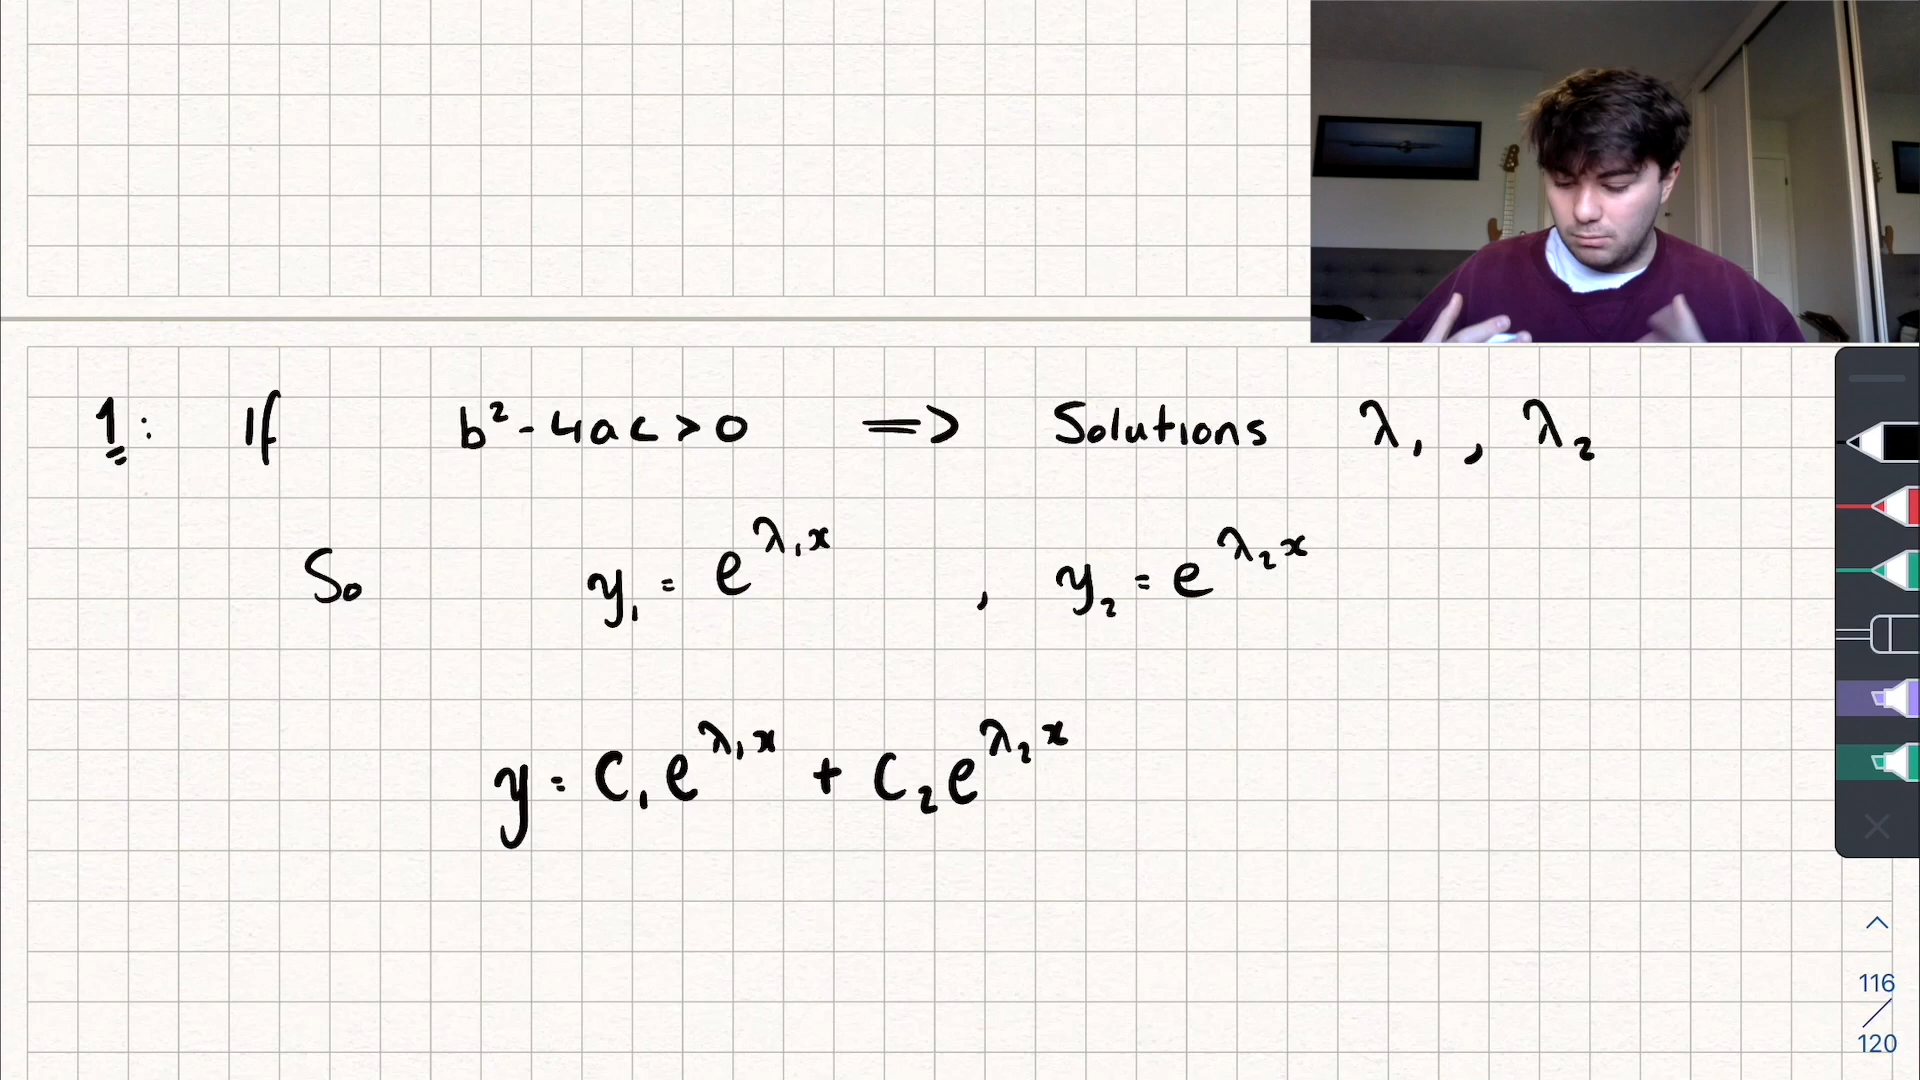 1: If b² - 4ac > 0 => Solutions λ₁ , λ₂
So y₁ = e^{λ₁x} , y₂ = e^{λ₂x}
y = C₁e^{λ₁x} + C₂e^{λ₂x}
116
120